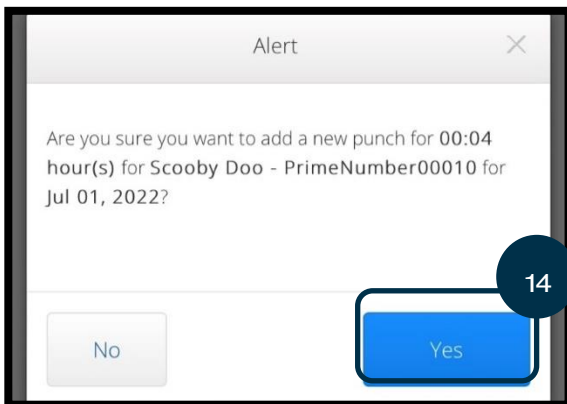 Alert
Are you sure you want to add a new punch for 00:04
hour(s) for Scooby Doo - PrimeNumber00010 for
Jul 01, 2022?
14
No
Yes